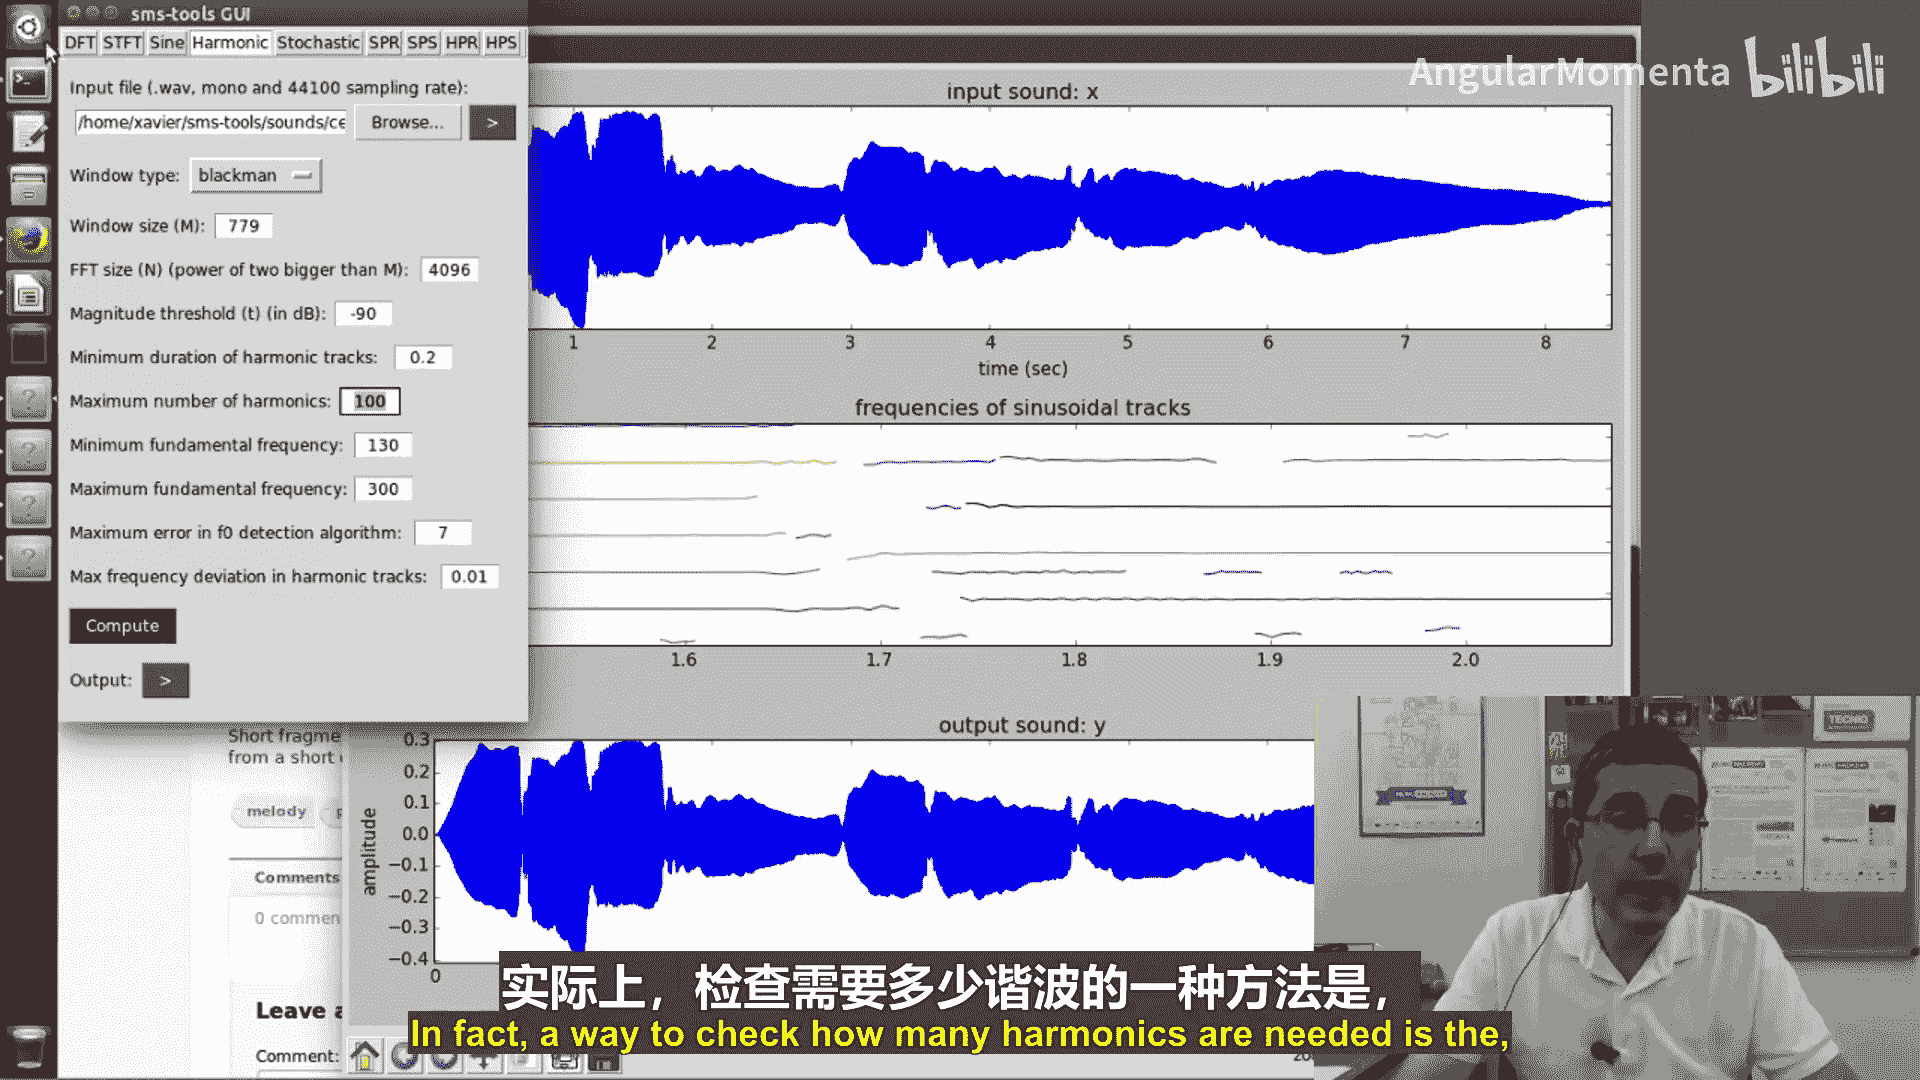 sms-tools GUI
DFT STFT Sine Harmonic Stochastic SPR SPS HPR HPS
Input file (.wav, mono and 44100 sampling rate):
/home/xavier/sms-tools/sounds/ce Browse... >
Window type: blackman
Window size (M): 779
FFT size (N) (power of two bigger than M): 4096
Magnitude threshold (t) (in dB): -90
Minimum duration of harmonic tracks: 0.2
Maximum number of harmonics: 100
Minimum fundamental frequency: 130
Maximum fundamental frequency: 300
Maximum error in f0 detection algorithm: 7
Max frequency deviation in harmonic tracks: 0.01
Compute
Output: >
AngularMomenta bilibili
input sound: x
1 2 3 4 5 6 7 8
time (sec)
frequencies of sinusoidal tracks
1.6 1.7 1.8 1.9 2.0
output sound: y
0.3
0.2
0.1
0.0
−0.1
−0.2
−0.3
−0.4
0
amplitude
Short fragme
from a short
melody
Comments
0 commen
Leave a
Comment:
TECNIO
实际上，检查需要多少谐波的一种方法是，
In fact, a way to check how many harmonics are needed is the,